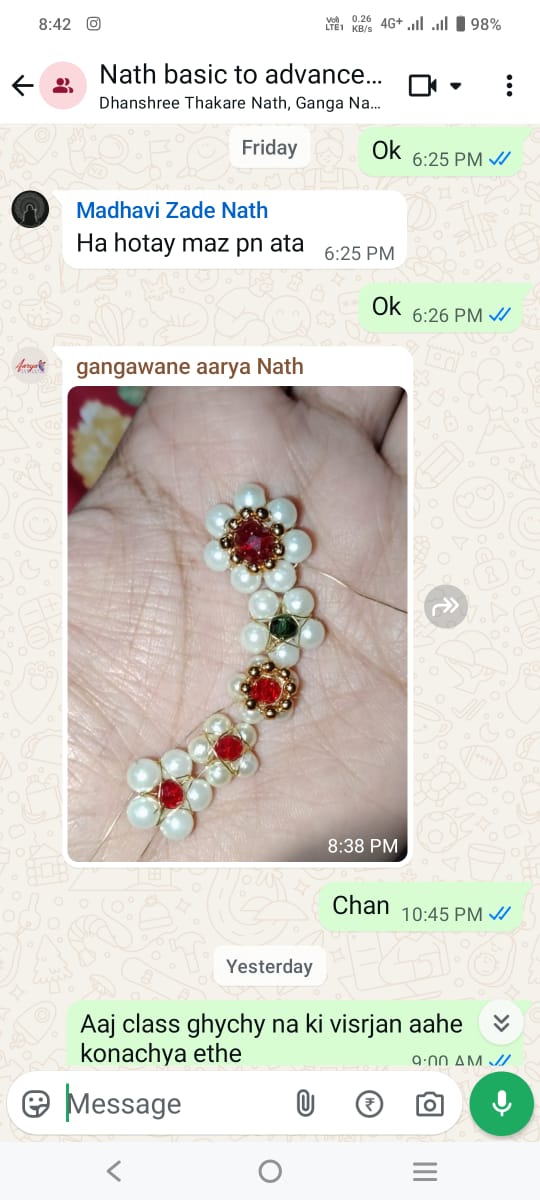 8:42
Vo))
LTE1
0.26
KB/s
4G+
98%
Nath basic to advance...
Dhanshree Thakare Nath, Ganga Na...
Friday
Ok 6:25 PM
Madhavi Zade Nath
Ha hotay maz pn ata 6:25 PM
Ok 6:26 PM
gangawane aarya Nath
8:38 PM
Chan 10:45 PM
Yesterday
Aaj class ghychy na ki visrjan aahe
konachya ethe 9:00 AM
Message